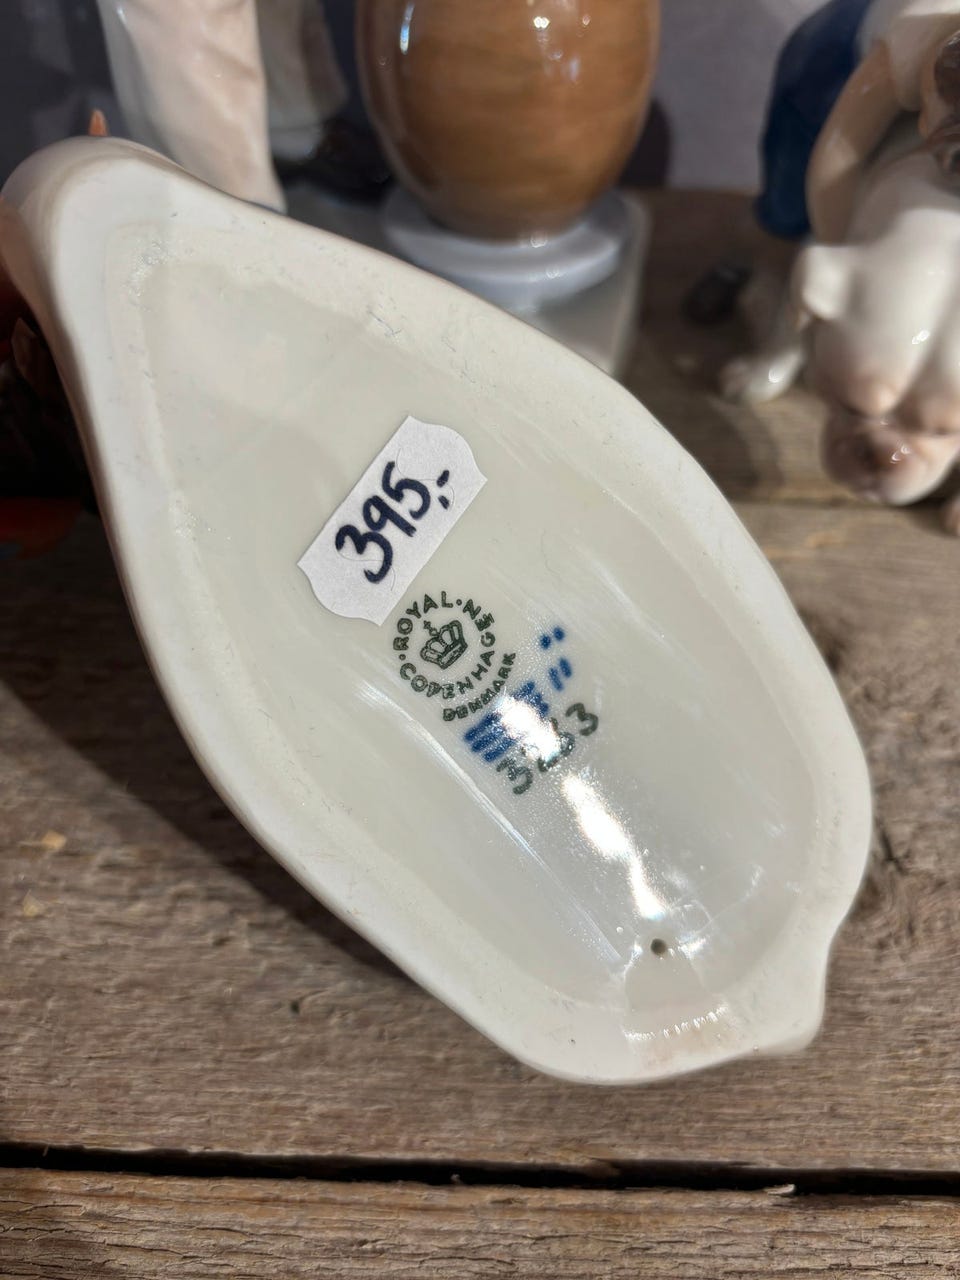 395,-
ROYAL
COPENHAGEN
DENMARK